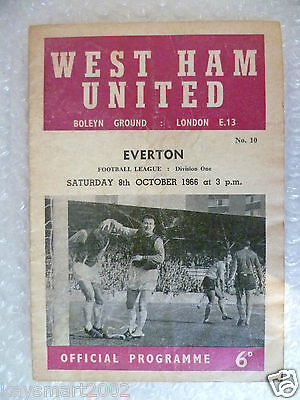 WEST HAM
UNITED
BOLEYN GROUND : LONDON E.13
No. 10
EVERTON
FOOTBALL LEAGUE : Division One
SATURDAY 8th OCTOBER 1966 at 3 p.m.
OFFICIAL PROGRAMME 6D
kaysmart2002